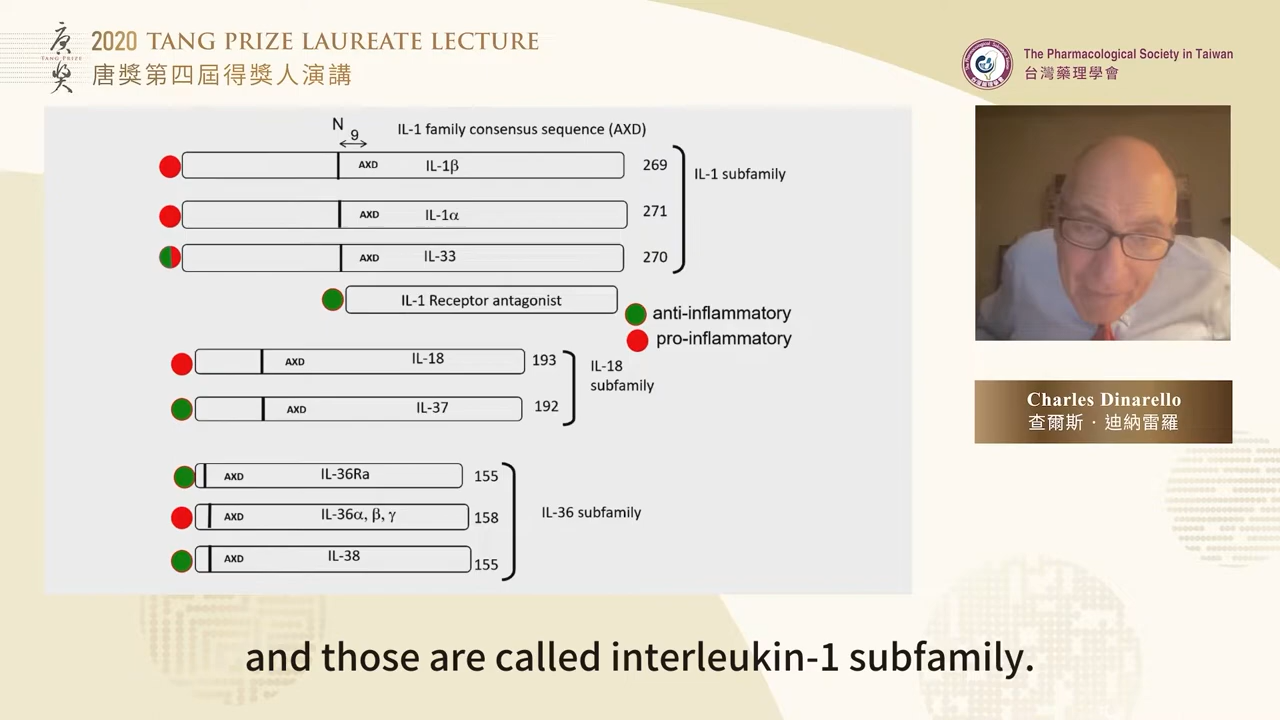 唐獎
TANG PRIZE
2020 TANG PRIZE LAUREATE LECTURE
唐獎第四屆得獎人演講
The Pharmacological Society in Taiwan
台灣藥理學會
N
9
IL-1 family consensus sequence (AXD)
AXD IL-1β 269
IL-1 subfamily
AXD IL-1α 271
AXD IL-33 270
IL-1 Receptor antagonist
anti-inflammatory
pro-inflammatory
AXD IL-18 193
IL-18
subfamily
AXD IL-37 192
AXD IL-36Ra 155
AXD IL-36α, β, γ 158
IL-36 subfamily
AXD IL-38 155
Charles Dinarello
查爾斯·迪納雷羅
and those are called interleukin-1 subfamily.